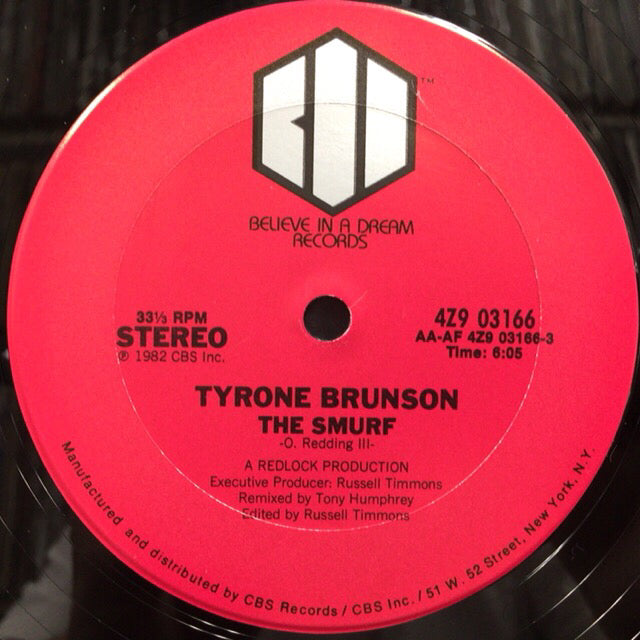 BID
TM
BELIEVE IN A DREAM
RECORDS
33⅓ RPM
STEREO
℗ 1982 CBS Inc.
4Z9 03166
AA-AF 4Z9 03166-3
Time: 6:05
TYRONE BRUNSON
THE SMURF
-O. Redding III-
A REDLOCK PRODUCTION
Executive Producer: Russell Timmons
Remixed by Tony Humphrey
Edited by Russell Timmons
Manufactured and distributed by CBS Records / CBS Inc. / 51 W. 52 Street, New York, N.Y.